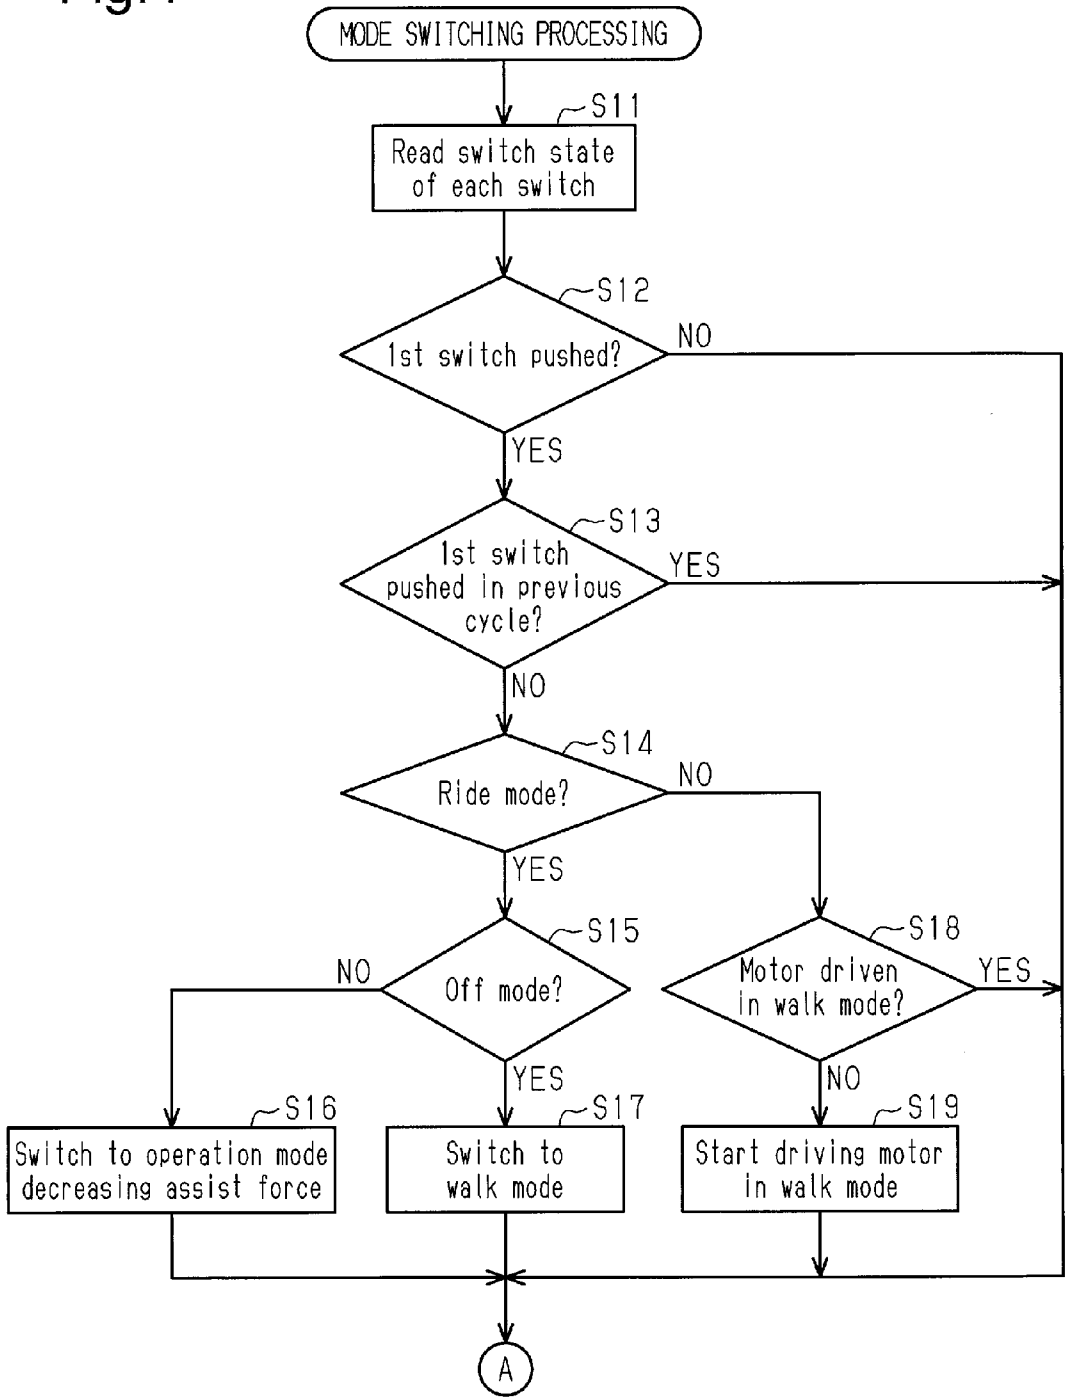 MODE SWITCHING PROCESSING
S11
Read switch state
of each switch
S12
1st switch pushed?
NO
YES
S13
1st switch
pushed in previous
cycle?
YES
NO
S14
Ride mode?
NO
YES
S15
Off mode?
NO
YES
S18
Motor driven
in walk mode?
YES
NO
S16
Switch to operation mode
decreasing assist force
S17
Switch to
walk mode
S19
Start driving motor
in walk mode
A